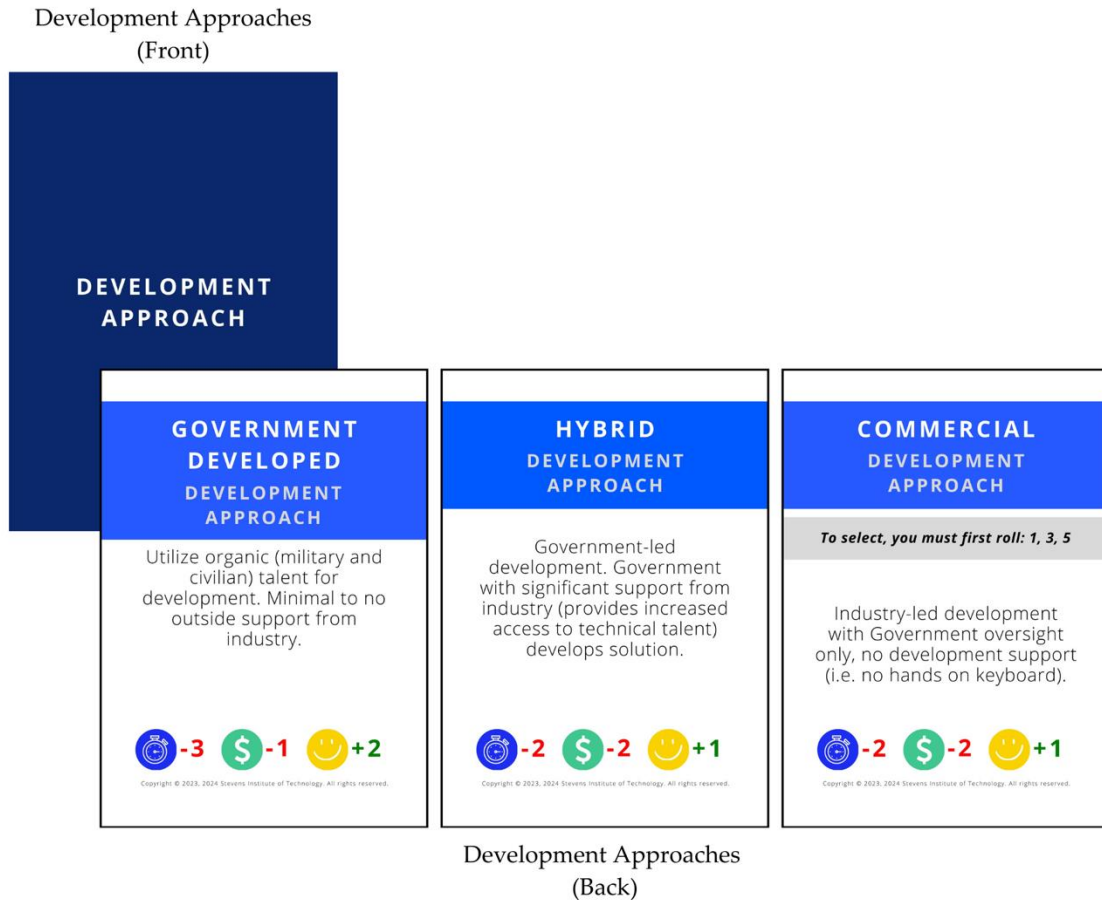 Development Approaches
(Front)
DEVELOPMENT
APPROACH
GOVERNMENT
DEVELOPED
DEVELOPMENT
APPROACH
Utilize organic (military and
civilian) talent for
development. Minimal to no
outside support from
industry.
-3 $ -1 +2
Copyright © 2023, 2024 Stevens Institute of Technology. All rights reserved.
HYBRID
DEVELOPMENT
APPROACH
Government-led
development. Government
with significant support from
industry (provides increased
access to technical talent)
develops solution.
-2 $ -2 +1
Copyright © 2023, 2024 Stevens Institute of Technology. All rights reserved.
COMMERCIAL
DEVELOPMENT
APPROACH
To select, you must first roll: 1, 3, 5
Industry-led development
with Government oversight
only, no development support
(i.e. no hands on keyboard).
-2 $ -2 +1
Copyright © 2023, 2024 Stevens Institute of Technology. All rights reserved.
Development Approaches
(Back)